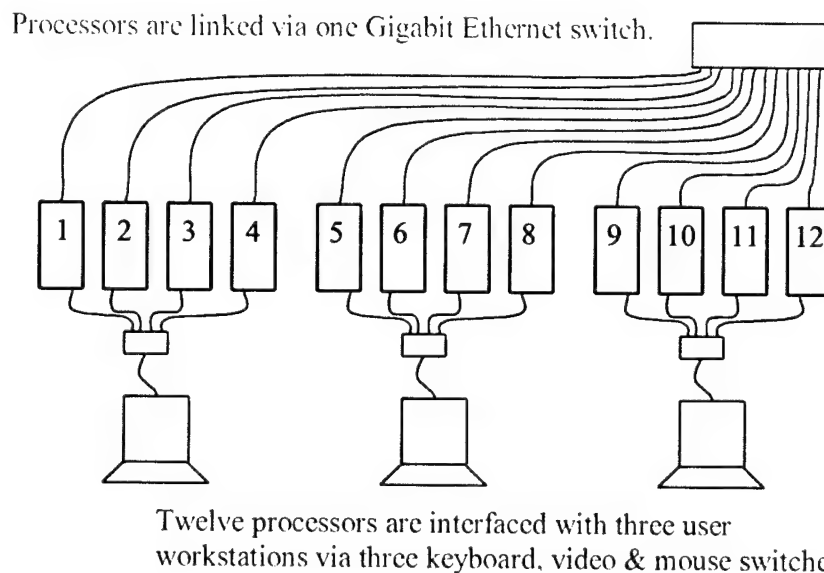 Processors are linked via one Gigabit Ethernet switch.
1 2 3 4 5 6 7 8 9 10 11 12
Twelve processors are interfaced with three user
workstations via three keyboard, video & mouse switche